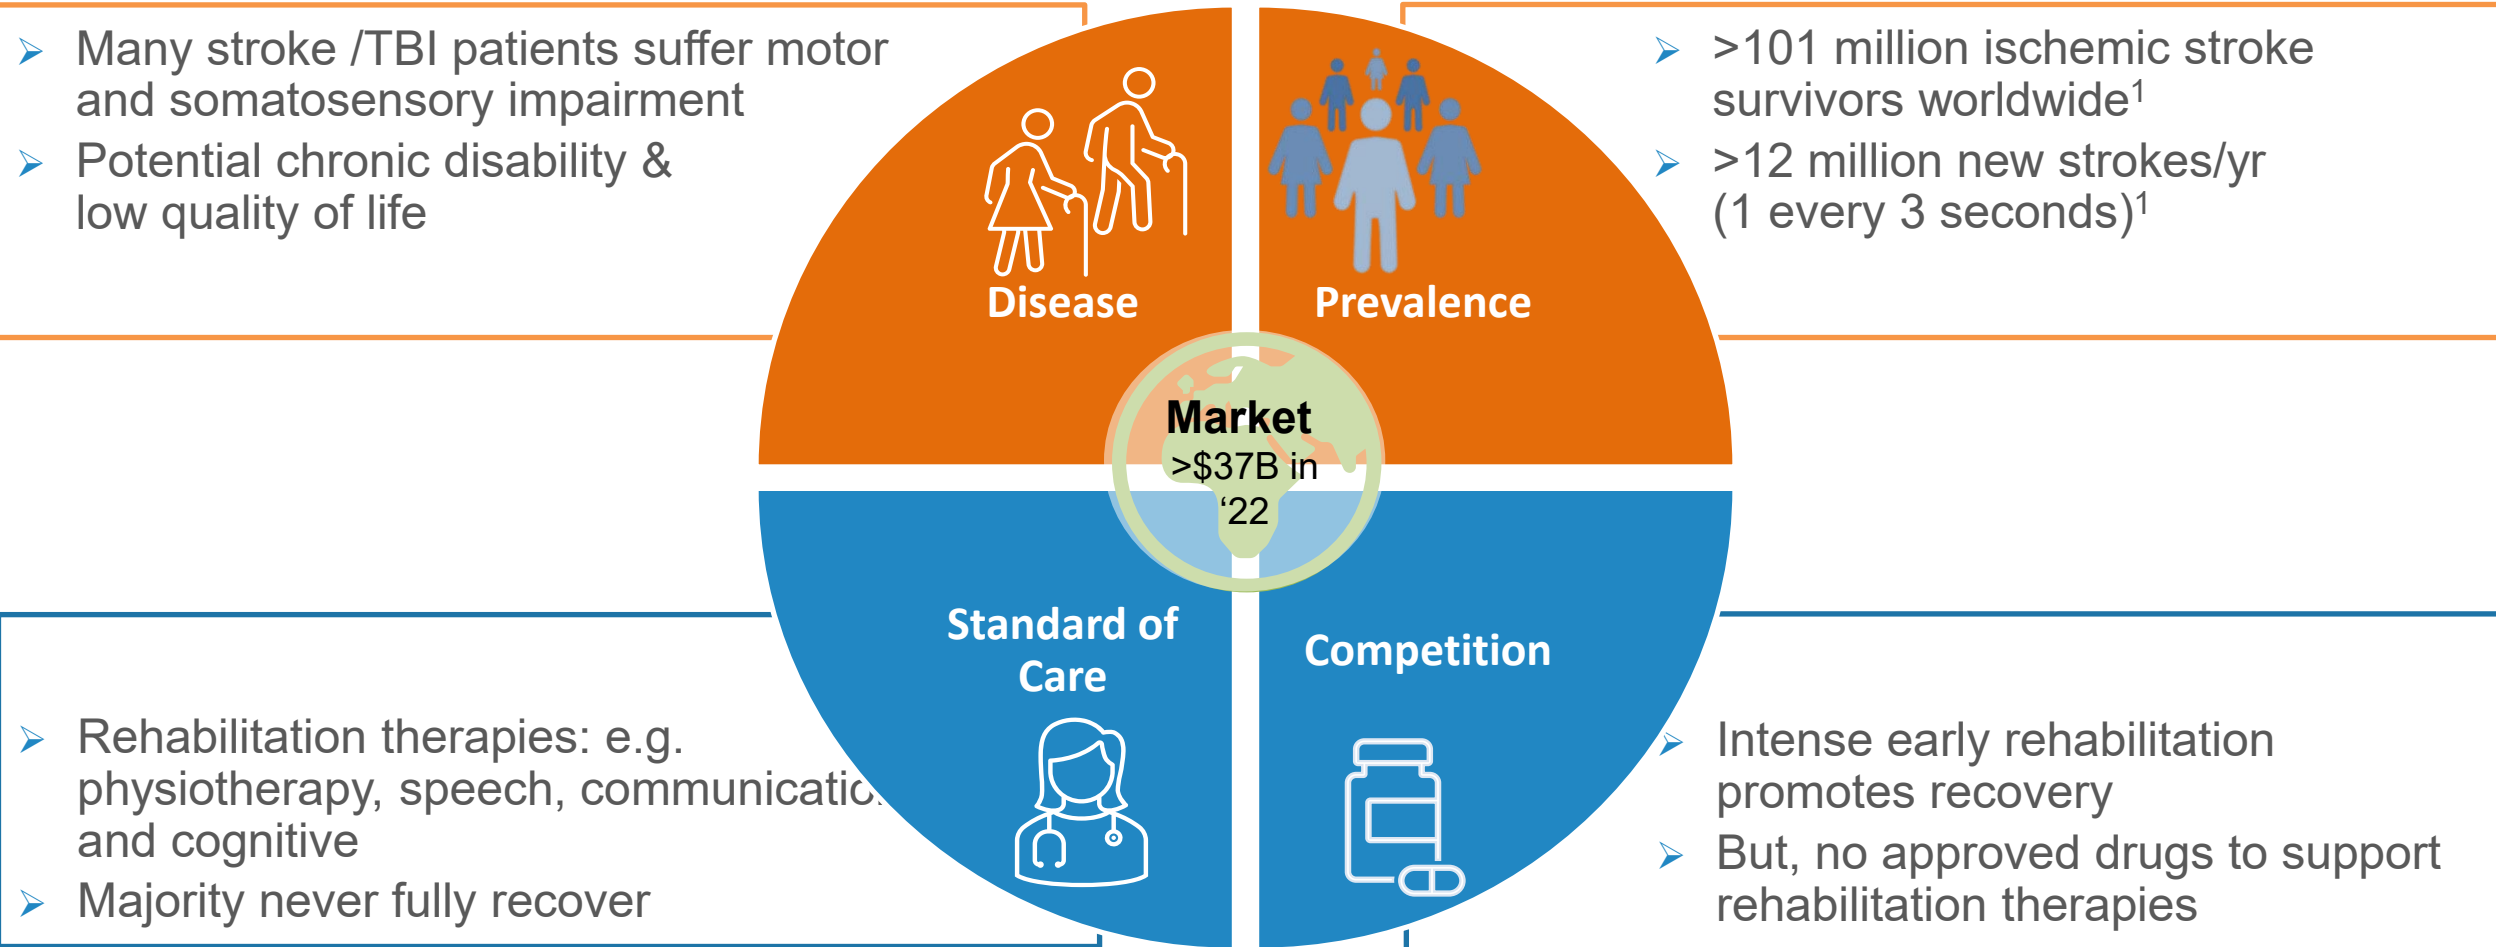 ➢ Many stroke /TBI patients suffer motor
and somatosensory impairment
➢ Potential chronic disability &
low quality of life
Disease
Prevalence
➢ >101 million ischemic stroke
survivors worldwide1
➢ >12 million new strokes/yr
(1 every 3 seconds)1
Market
>$37B in
‘22
Standard of
Care
➢ Rehabilitation therapies: e.g.
physiotherapy, speech, communicatio
and cognitive
➢ Majority never fully recover
Competition
➢ Intense early rehabilitation
promotes recovery
➢ But, no approved drugs to support
rehabilitation therapies